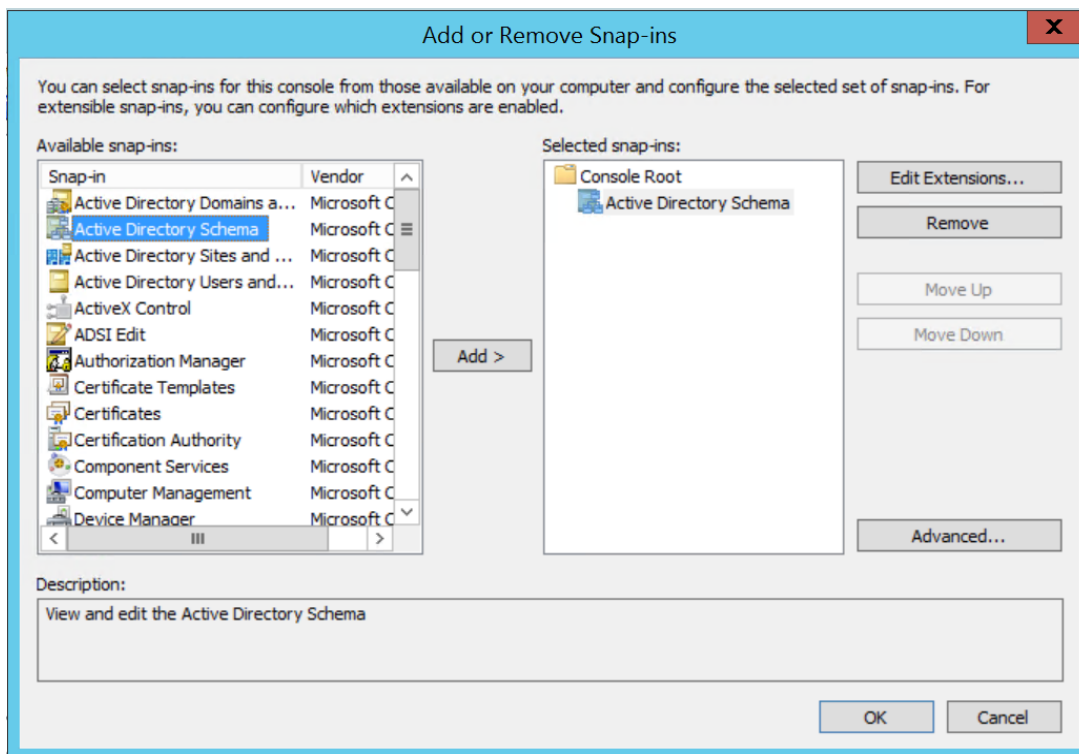 Add or Remove Snap-ins
X
You can select snap-ins for this console from those available on your computer and configure the selected set of snap-ins. For
extensible snap-ins, you can configure which extensions are enabled.
Available snap-ins:
Snap-in Vendor
Active Directory Domains a... Microsoft C
Active Directory Schema Microsoft C
Active Directory Sites and ... Microsoft C
Active Directory Users and... Microsoft C
ActiveX Control Microsoft C
ADSI Edit Microsoft C
Authorization Manager Microsoft C
Certificate Templates Microsoft C
Certificates Microsoft C
Certification Authority Microsoft C
Component Services Microsoft C
Computer Management Microsoft C
Device Manager Microsoft C
Add >
Selected snap-ins:
Console Root
Active Directory Schema
Edit Extensions...
Remove
Move Up
Move Down
Advanced...
Description:
View and edit the Active Directory Schema
OK
Cancel